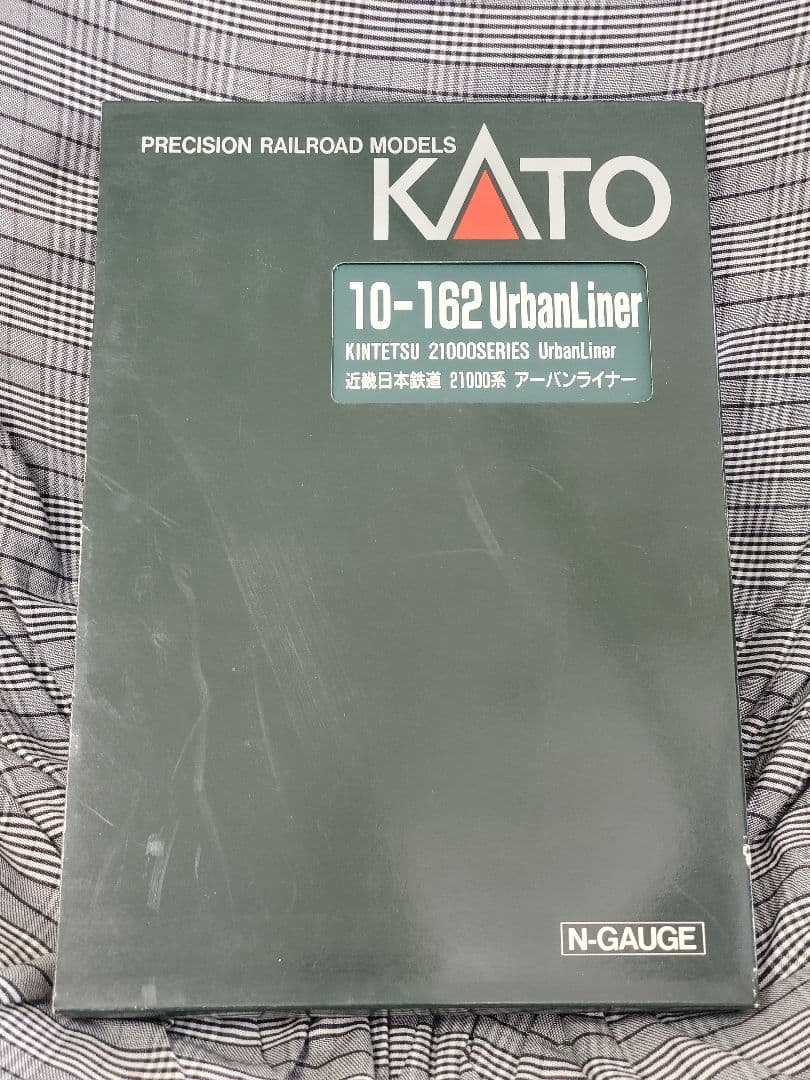 PRECISION RAILROAD MODELS
KATO
10-162 UrbanLiner
KINTETSU 21000SERIES UrbanLiner
近畿日本鉄道 21000系 アーバンライナー
N-GAUGE